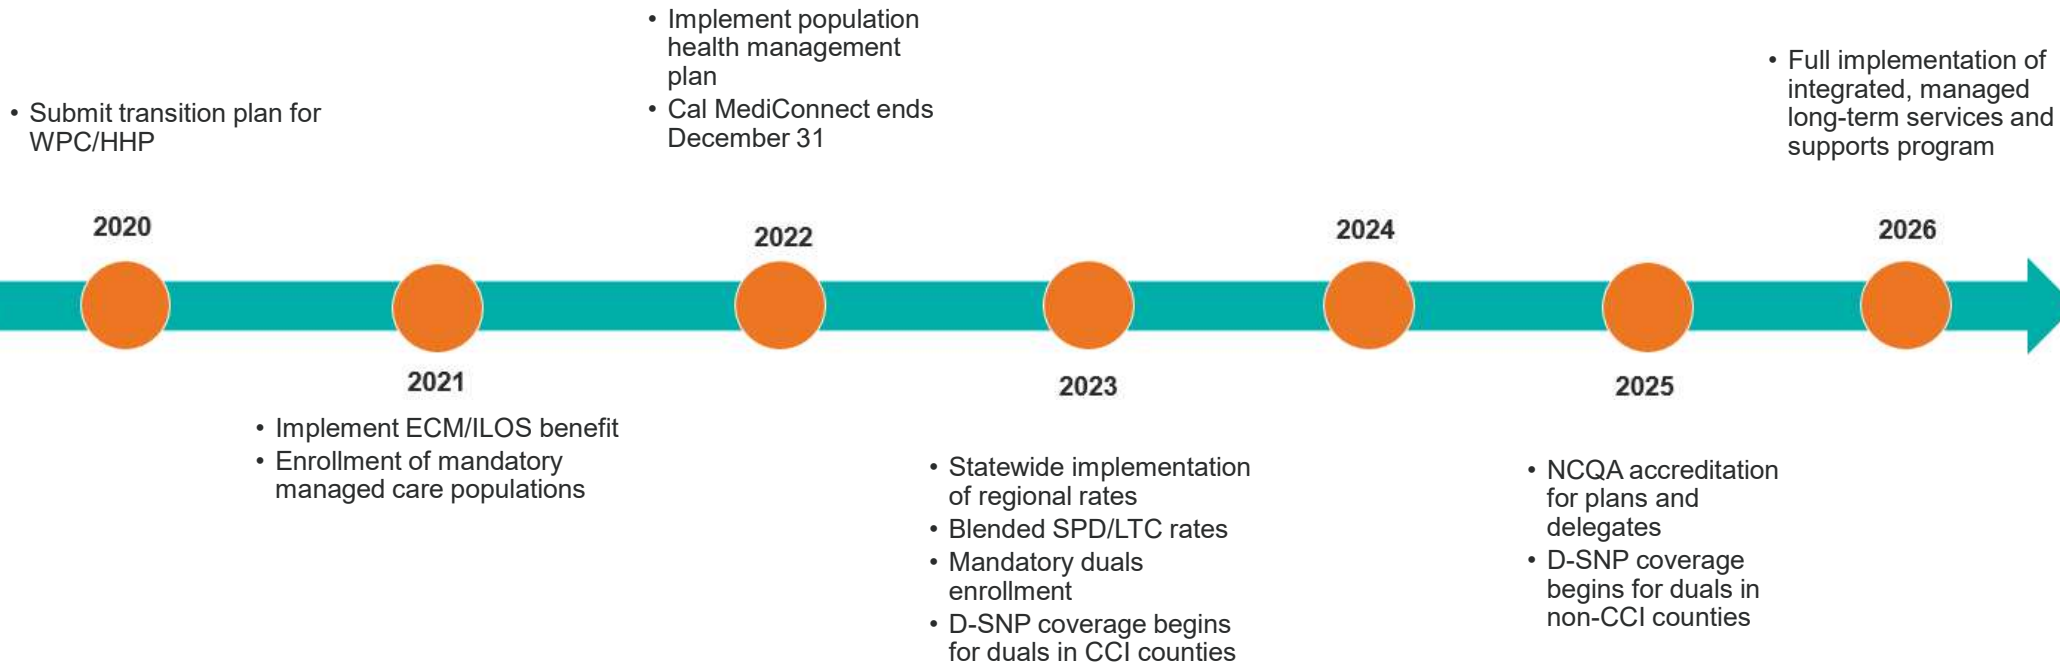 • Submit transition plan for
WPC/HHP
2020
2021
• Implement ECM/ILOS benefit
• Enrollment of mandatory
managed care populations
• Implement population
health management
plan
• Cal MediConnect ends
December 31
2022
2023
• Statewide implementation
of regional rates
• Blended SPD/LTC rates
• Mandatory duals
enrollment
• D-SNP coverage begins
for duals in CCI counties
2024
2025
• NCQA accreditation
for plans and
delegates
• D-SNP coverage
begins for duals in
non-CCI counties
• Full implementation of
integrated, managed
long-term services and
supports program
2026